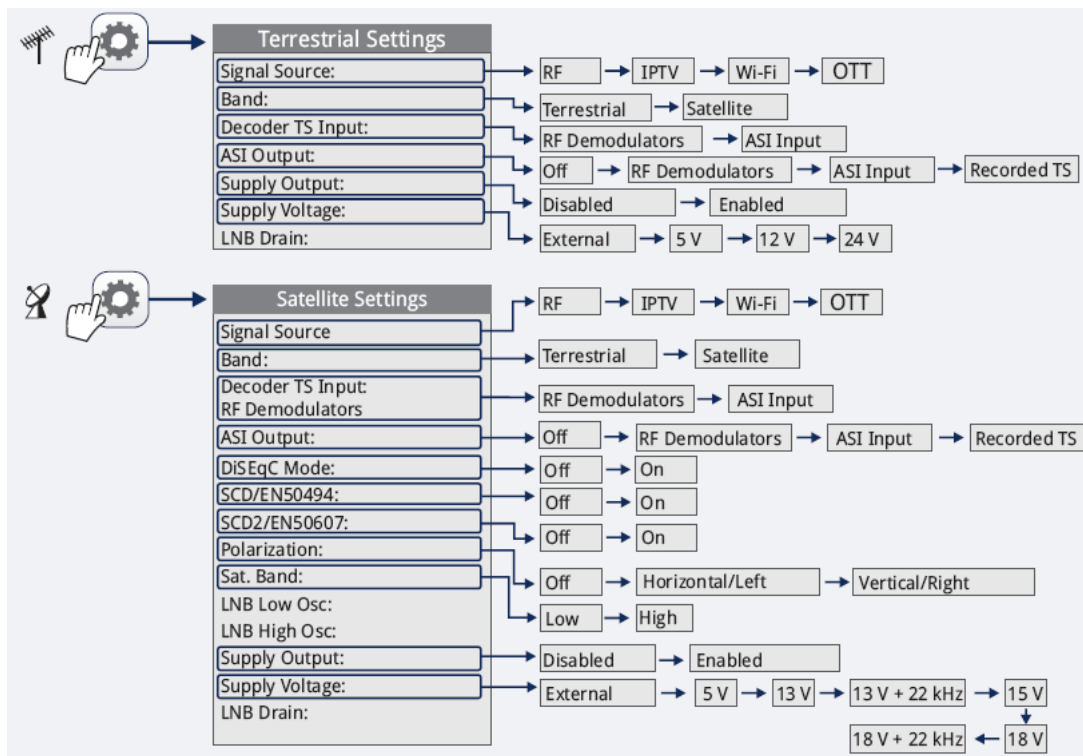 Terrestrial Settings
Signal Source: RF IPTV Wi-Fi OTT
Band: Terrestrial Satellite
Decoder TS Input: RF Demodulators ASI Input
ASI Output: Off RF Demodulators ASI Input Recorded TS
Supply Output: Disabled Enabled
Supply Voltage: External 5 V 12 V 24 V
LNB Drain:
Satellite Settings
Signal Source RF IPTV Wi-Fi OTT
Band: Terrestrial Satellite
Decoder TS Input:
RF Demodulators RF Demodulators ASI Input
ASI Output: Off RF Demodulators ASI Input Recorded TS
DiSEqC Mode: Off On
SCD/EN50494: Off On
SCD2/EN50607: Off On
Polarization: Off Horizontal/Left Vertical/Right
Sat. Band: Low High
LNB Low Osc:
LNB High Osc:
Supply Output: Disabled Enabled
Supply Voltage: External 5 V 13 V 13 V + 22 kHz 15 V
LNB Drain: 18 V + 22 kHz 18 V